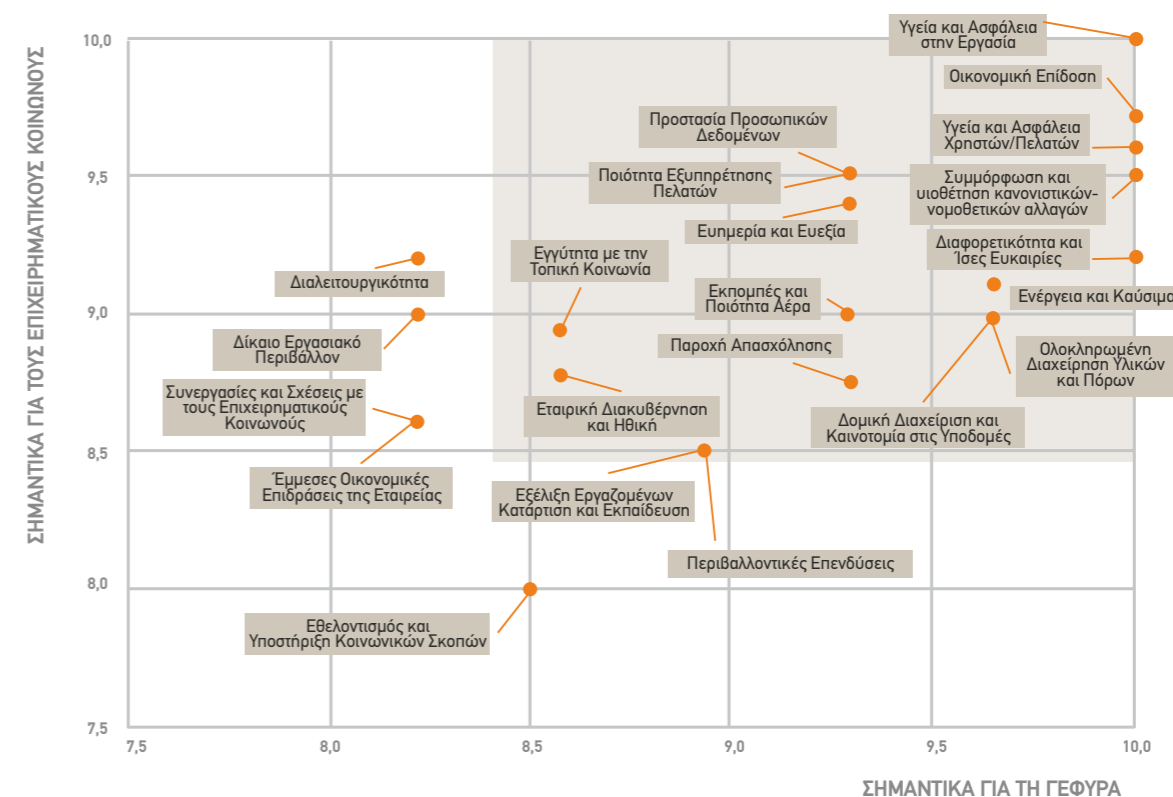 ΣΗΜΑΝΤΙΚΑ ΓΙΑ ΤΟΥΣ ΕΠΙΧΕΙΡΗΜΑΤΙΚΟΥΣ ΚΟΙΝΩΝΟΥΣ
10,0
9,5
9,0
8,5
8,0
7,5
Υγεία και Ασφάλεια
στην Εργασία
Οικονομική Επίδοση
Προστασία Προσωπικών
Δεδομένων
Υγεία και Ασφάλεια
Χρηστών/Πελατών
Ποιότητα Εξυπηρέτησης
Πελατών
Συμμόρφωση και
υιοθέτηση κανονιστικών-
νομοθετικών αλλαγών
Ευημερία και Ευεξία
Διαφορετικότητα και
Ίσες Ευκαιρίες
Εγγύτητα με την
Τοπική Κοινωνία
Διαλειτουργικότητα
Εκπομπές και
Ποιότητα Αέρα
Ενέργεια και Καύσιμα
Δίκαιο Εργασιακό
Περιβάλλον
Παροχή Απασχόλησης
Ολοκληρωμένη
Διαχείρηση Υλικών
και Πόρων
Συνεργασίες και Σχέσεις με
τους Επιχειρηματικούς
Κοινωνούς
Εταιρική Διακυβέρνηση
και Ηθική
Δομική Διαχείριση και
Καινοτομία στις Υποδομές
Έμμεσες Οικονομικές
Επιδράσεις της Εταιρείας
Εξέλιξη Εργαζομένων
Κατάρτιση και Εκπαίδευση
Περιβαλλοντικές Επενδύσεις
Εθελοντισμός και
Υποστήριξη Κοινωνικών Σκοπών
7,5
8,0
8,5
9,0
9,5
10,0
ΣΗΜΑΝΤΙΚΑ ΓΙΑ ΤΗ ΓΕΦΥΡΑ